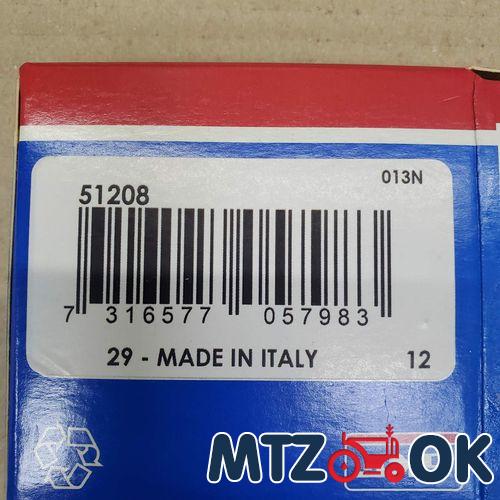 013N
51208
7 316577 057983
29 - MADE IN ITALY 12
MTZ OK